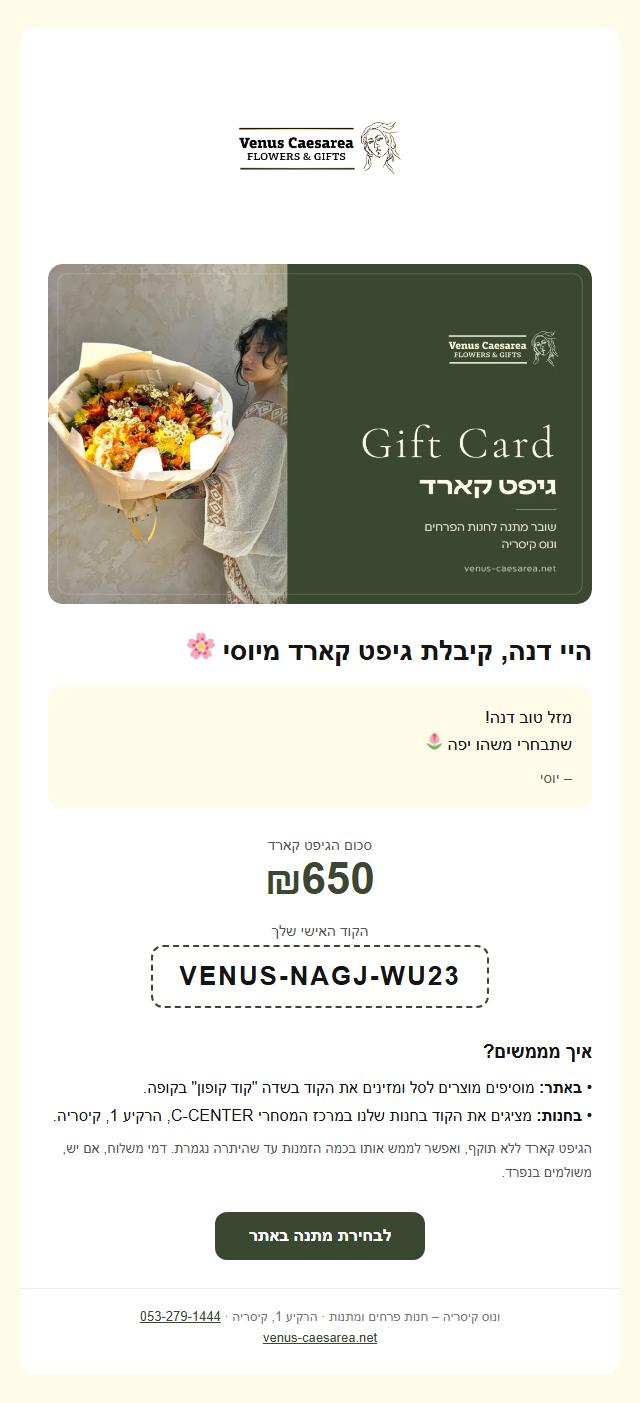 Venus Caesarea
FLOWERS & GIFTS
Venus Caesarea
FLOWERS & GIFTS
Gift Card
גיפט קארד
שובר מתנה לחנות הפרחים
ונוס קיסריה
venus-caesarea.net
היי דנה, קיבלת גיפט קארד מיוסי 🌸
מזל טוב דנה!
שתבחרי משהו יפה 🌷
– יוסי
סכום הגיפט קארד
₪650
הקוד האישי שלך
VENUS-NAGJ-WU23
איך מממשים?
• באתר: מוסיפים מוצרים לסל ומזינים את הקוד בשדה "קוד קופון" בקופה.
• בחנות: מציגים את הקוד בחנות שלנו במרכז המסחרי C-CENTER, הרקיע 1, קיסריה.
הגיפט קארד ללא תוקף, ואפשר לממש אותו בכמה הזמנות עד שהיתרה נגמרת. דמי משלוח, אם יש,
משולמים בנפרד.
לבחירת מתנה באתר
ונוס קיסריה – חנות פרחים ומתנות · הרקיע 1, קיסריה · 053-279-1444
venus-caesarea.net